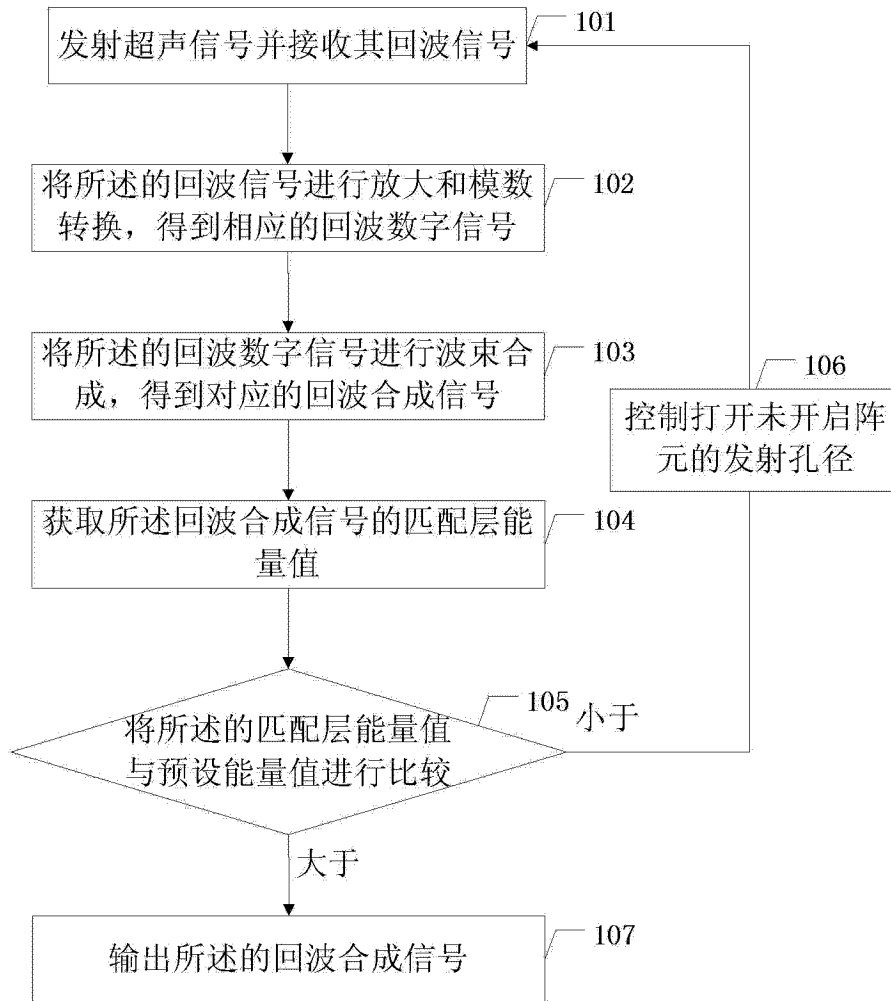 发射超声信号并接收其回波信号
101
将所述的回波信号进行放大和模数
转换，得到相应的回波数字信号
102
将所述的回波数字信号进行波束合
成，得到对应的回波合成信号
103
106
控制打开未开启阵
元的发射孔径
获取所述回波合成信号的匹配层能
量值
104
将所述的匹配层能量值
与预设能量值进行比较
105
小于
大于
输出所述的回波合成信号
107